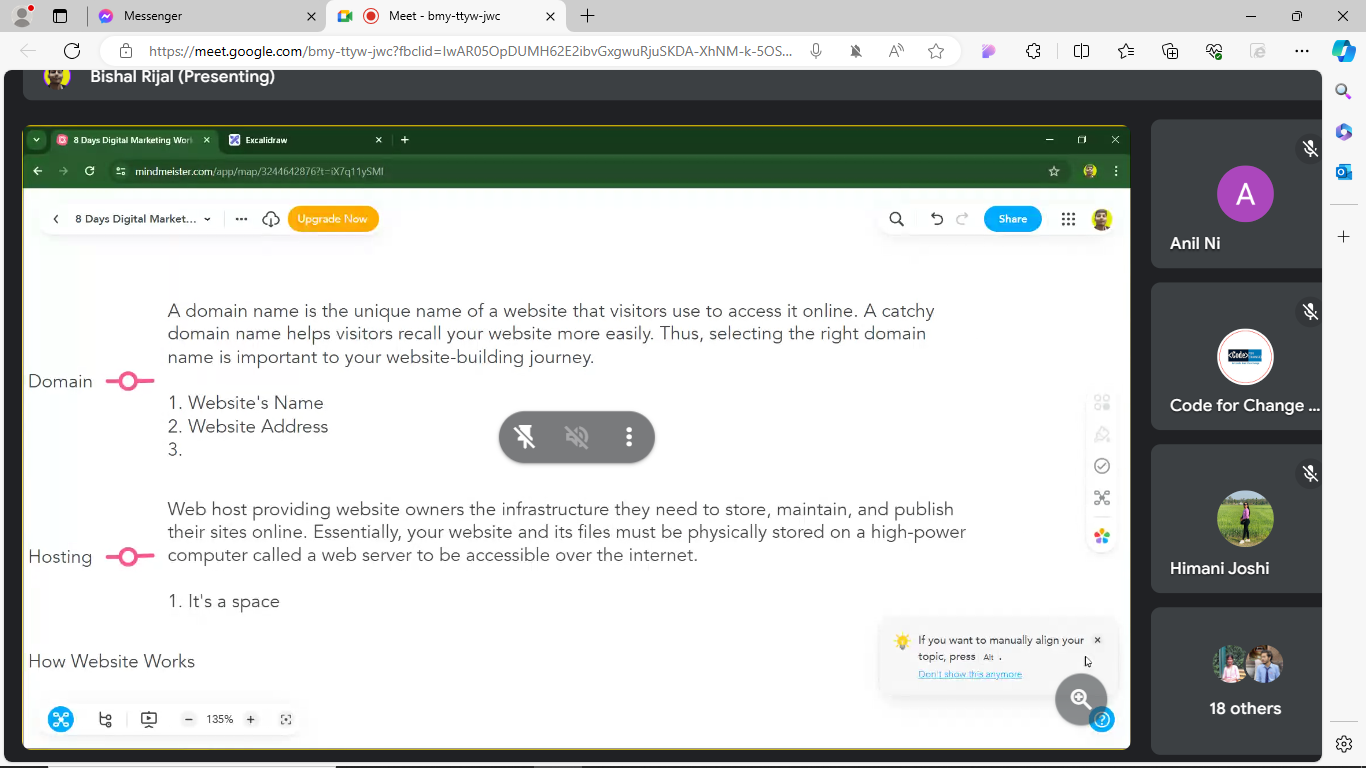 Messenger
Meet - bmy-ttyw-jwc
https://meet.google.com/bmy-ttyw-jwc?fbclid=IwAR05OpDUMH62E2ibvGxgwuRjuSKDA-XhNM-k-5OS...
Bishal Rijal (Presenting)
8 Days Digital Marketing Wor
Excalidraw
mindmeister.com/app/map/3244642876?t=iX7q11ySMI
8 Days Digital Market...
Upgrade Now
Share
A domain name is the unique name of a website that visitors use to access it online. A catchy
domain name helps visitors recall your website more easily. Thus, selecting the right domain
name is important to your website-building journey.
Domain
1. Website's Name
2. Website Address
3.
Web host providing website owners the infrastructure they need to store, maintain, and publish
their sites online. Essentially, your website and its files must be physically stored on a high-power
Hosting
computer called a web server to be accessible over the internet.
1. It's a space
How Website Works
If you want to manually align your
topic, press Alt .
Don't show this anymore
135%
A
Anil Ni
<Code>
Code for Change ...
Himani Joshi
18 others